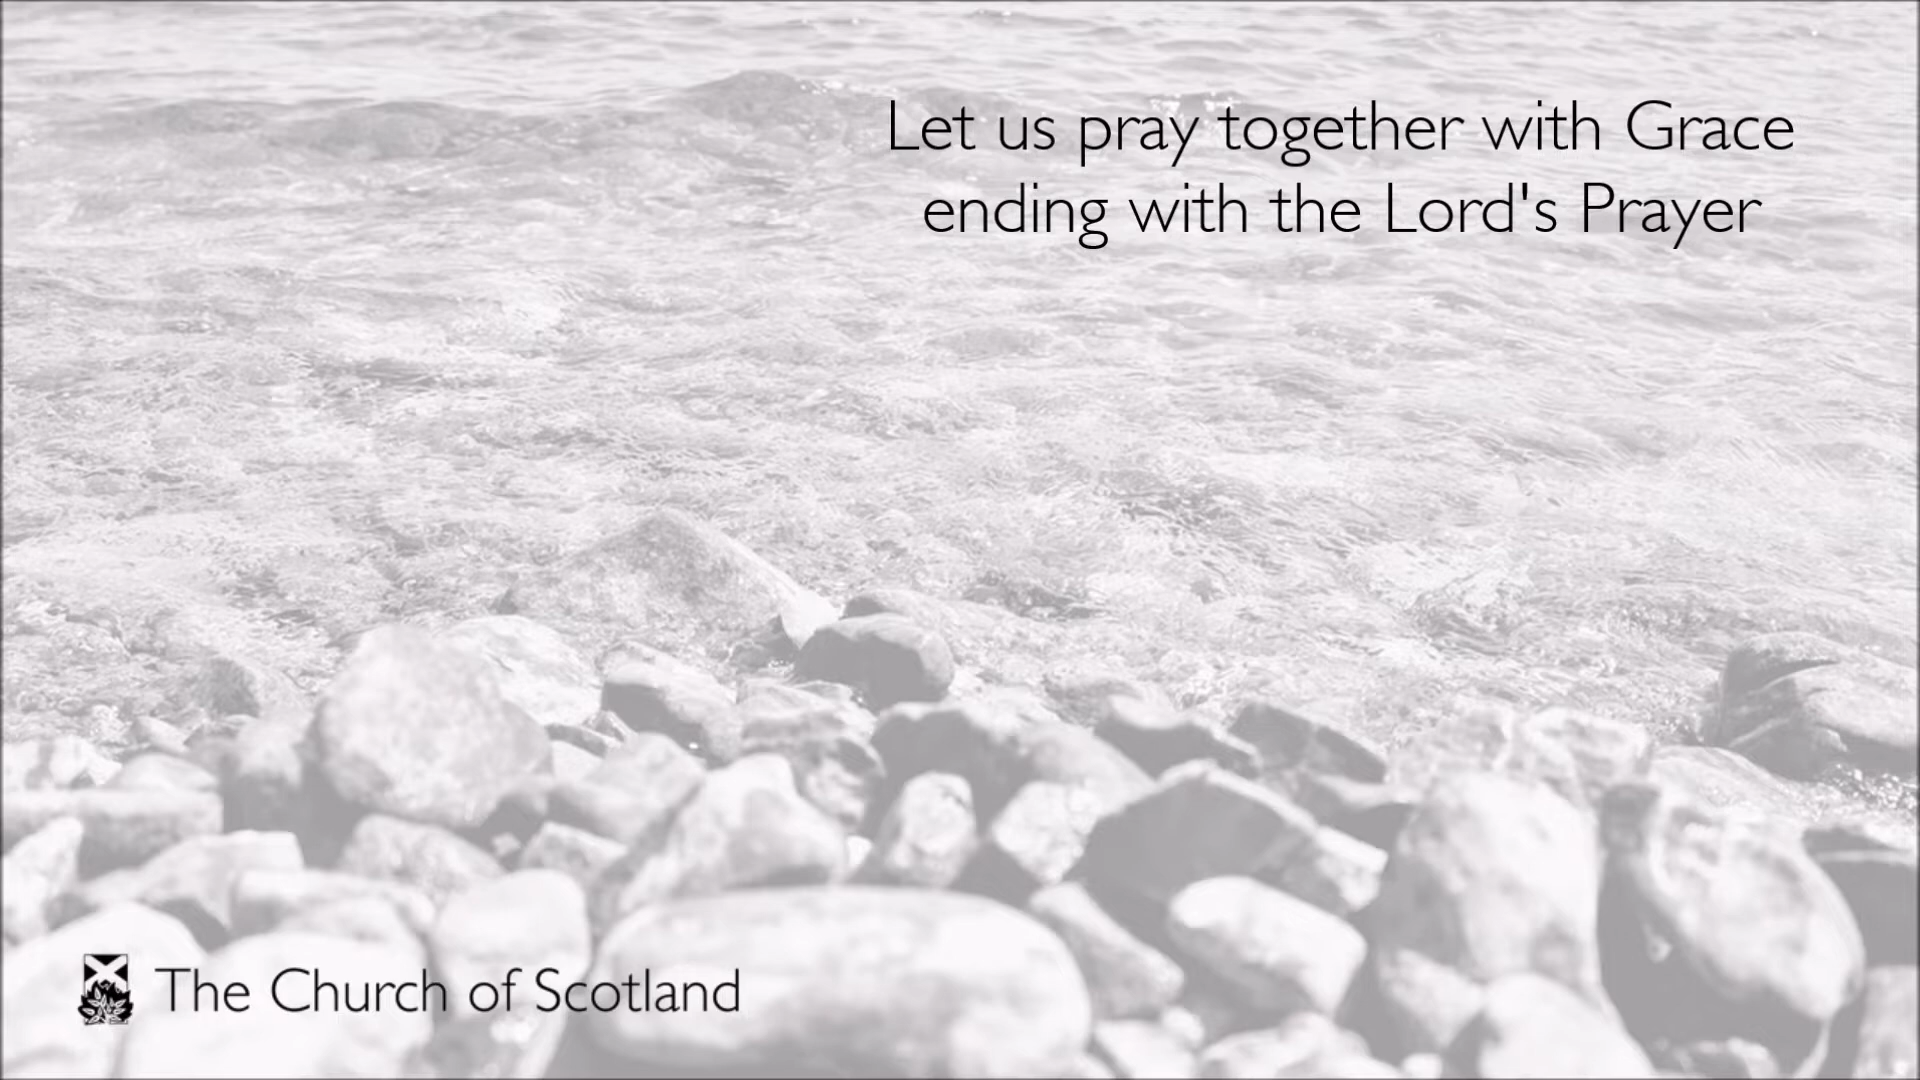 Let us pray together with Grace
ending with the Lord's Prayer
The Church of Scotland